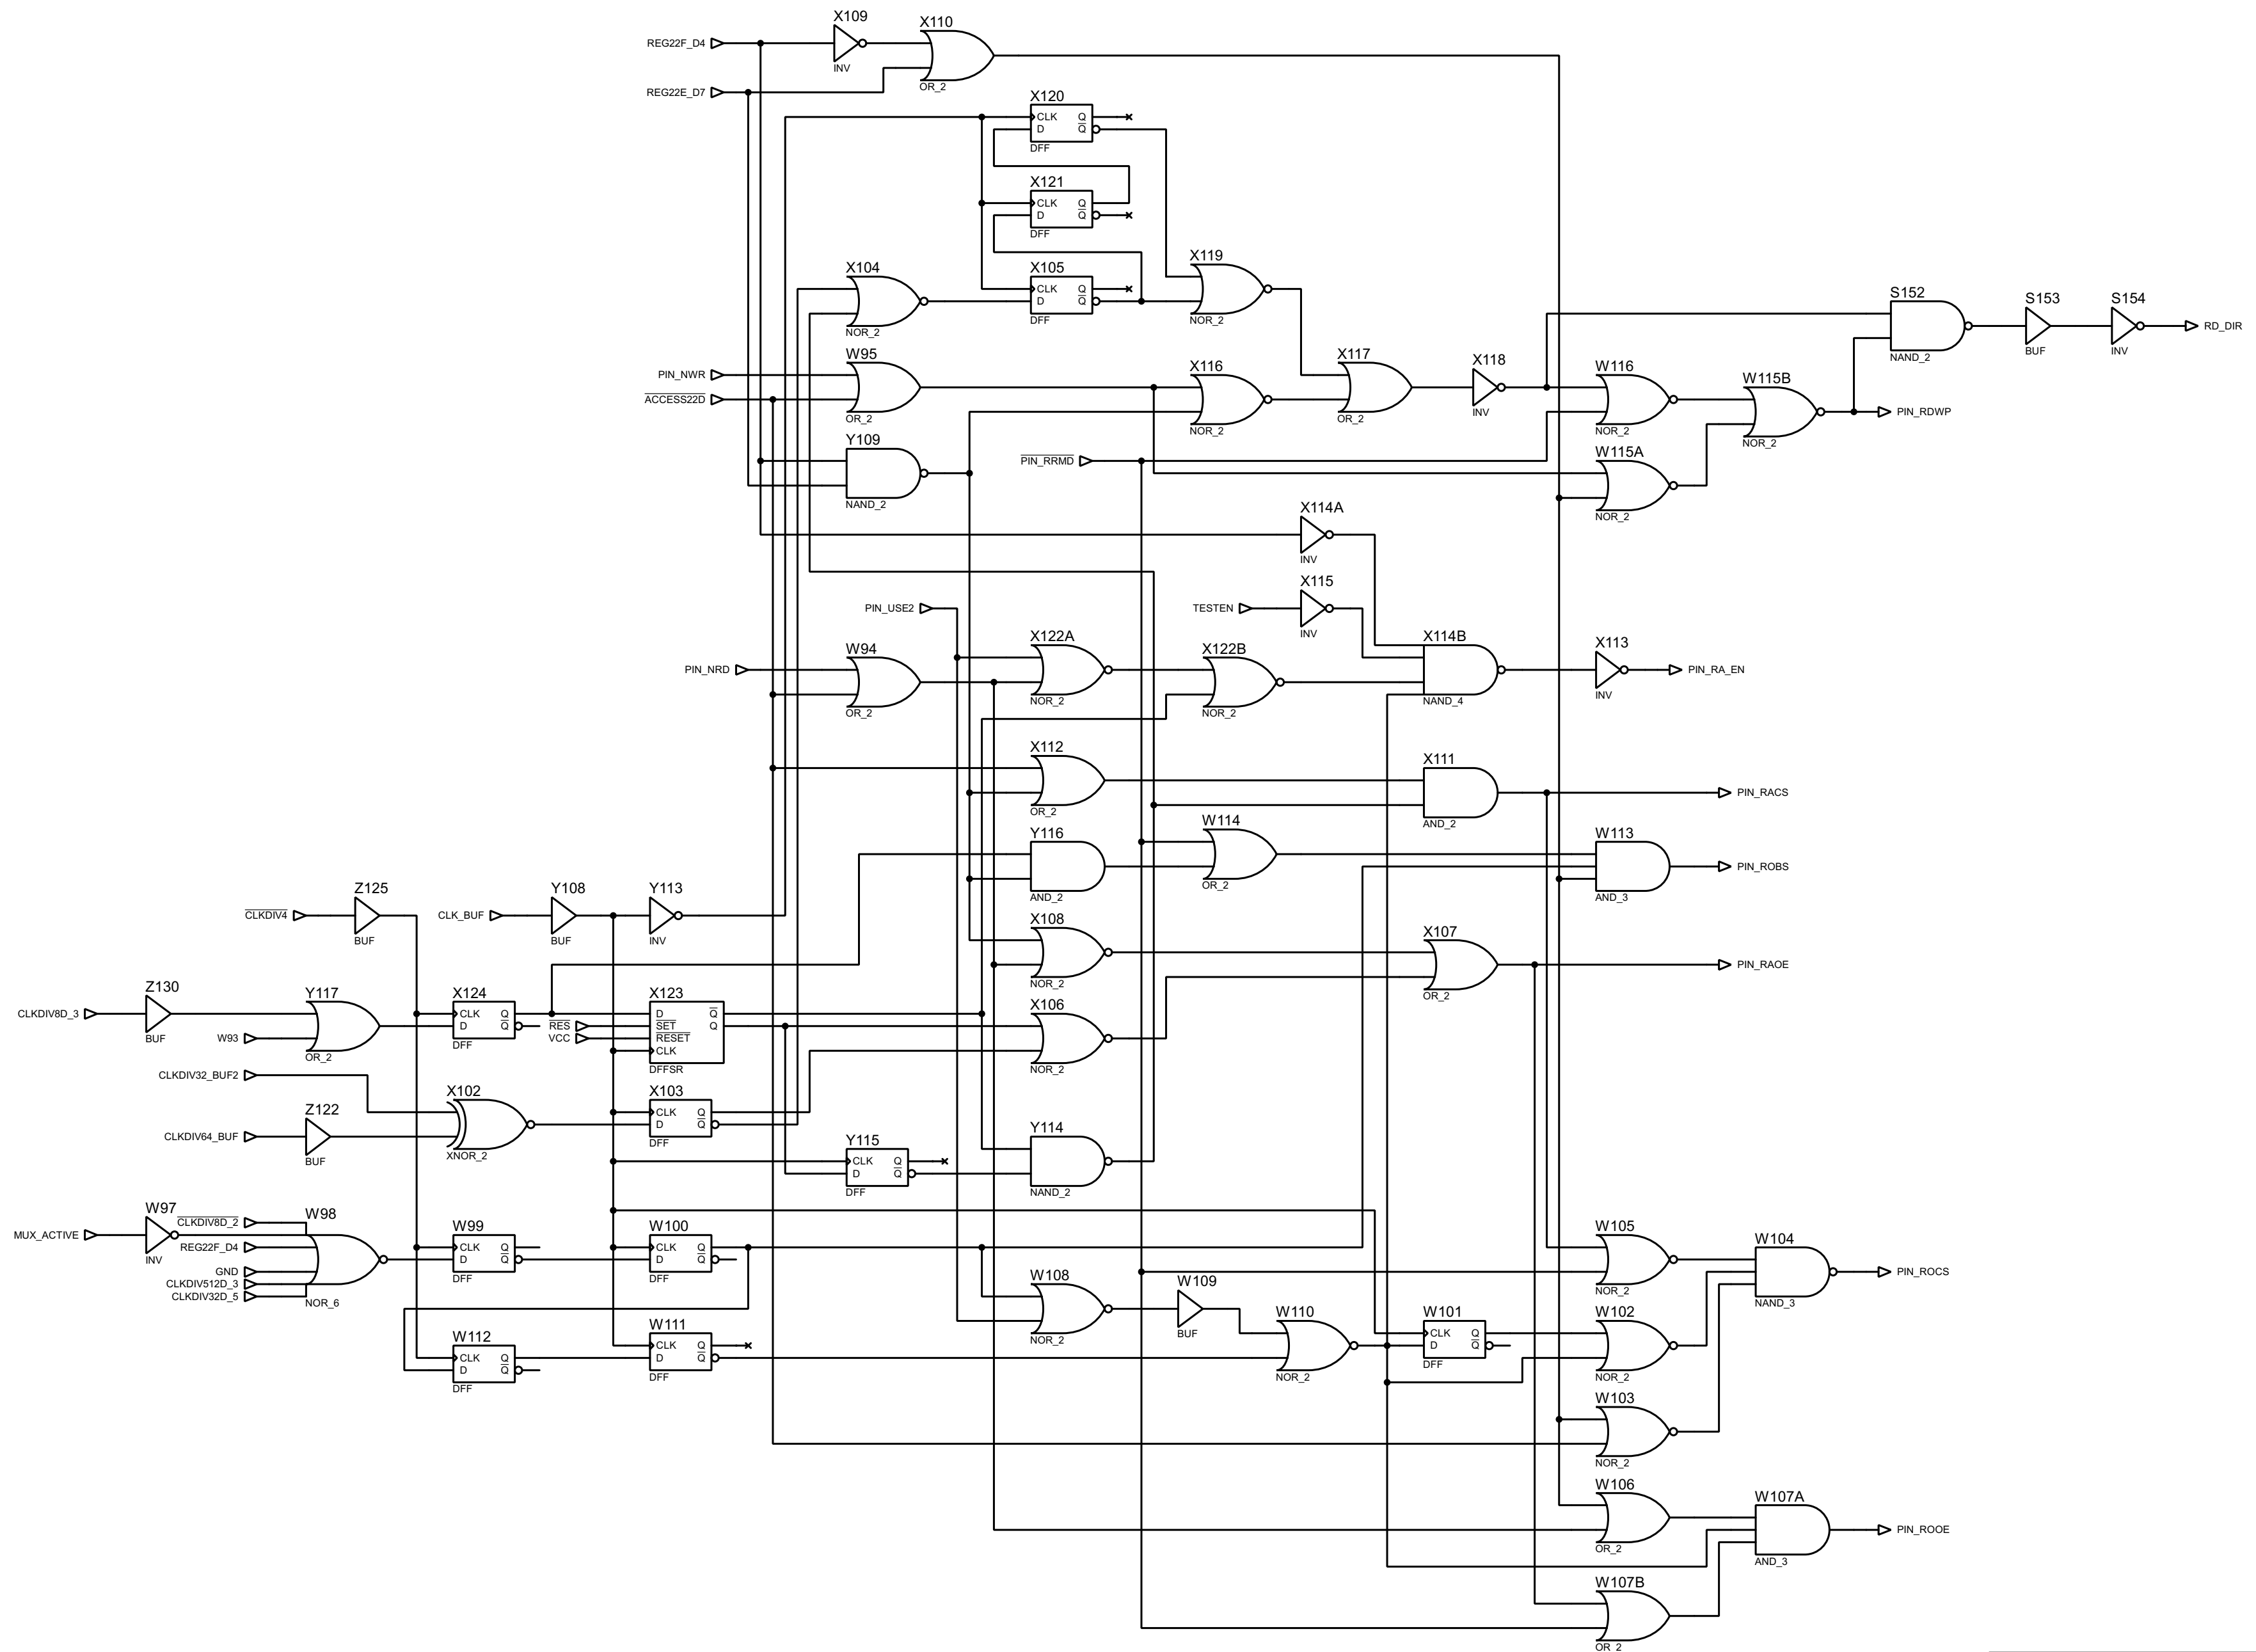 X109
X110
REG22F_D4
INV
OR_2
REG22E_D7
X120
CLK Q
D Q
DFF
X121
CLK Q
D Q
DFF
X104
NOR_2
X105
CLK Q
D Q
DFF
X119
NOR_2
S152
NAND_2
S153
BUF
S154
INV
RD_DIR
PIN_NWR
ACCESS22D
W95
OR_2
X116
NOR_2
X117
OR_2
X118
INV
W116
NOR_2
W115B
NOR_2
PIN_RDWP
Y109
NAND_2
PIN_RRMD
W115A
NOR_2
X114A
INV
PIN_USE2
TESTEN
X115
INV
PIN_NRD
W94
OR_2
X122A
NOR_2
X122B
NOR_2
X114B
NAND_4
X113
INV
PIN_RA_EN
X112
OR_2
X111
AND_2
PIN_RACS
Y116
AND_2
W114
OR_2
W113
AND_3
PIN_ROBS
CLKDIV4
Z125
BUF
CLK_BUF
Y108
BUF
Y113
INV
X108
NOR_2
X107
OR_2
PIN_RAOE
CLKDIV8D_3
Z130
BUF
W93
Y117
OR_2
X124
CLK Q
D Q
DFF
RES
VCC
X123
D Q
SET Q
RESET
CLK
DFFSR
X106
NOR_2
CLKDIV32_BUF2
CLKDIV64_BUF
Z122
BUF
X102
XNOR_2
X103
CLK Q
D Q
DFF
Y115
CLK Q
D Q
DFF
Y114
NAND_2
MUX_ACTIVE
W97
INV
CLKDIV8D_2
REG22F_D4
GND
CLKDIV512D_3
CLKDIV32D_5
W98
NOR_6
W99
CLK Q
D Q
DFF
W100
CLK Q
D Q
DFF
W105
NOR_2
W104
NAND_3
PIN_ROCS
W108
NOR_2
W109
BUF
W110
NOR_2
W101
CLK Q
D Q
DFF
W102
NOR_2
W112
CLK Q
D Q
DFF
W111
CLK Q
D Q
DFF
W103
NOR_2
W106
OR_2
W107A
AND_3
PIN_ROOE
W107B
OR_2